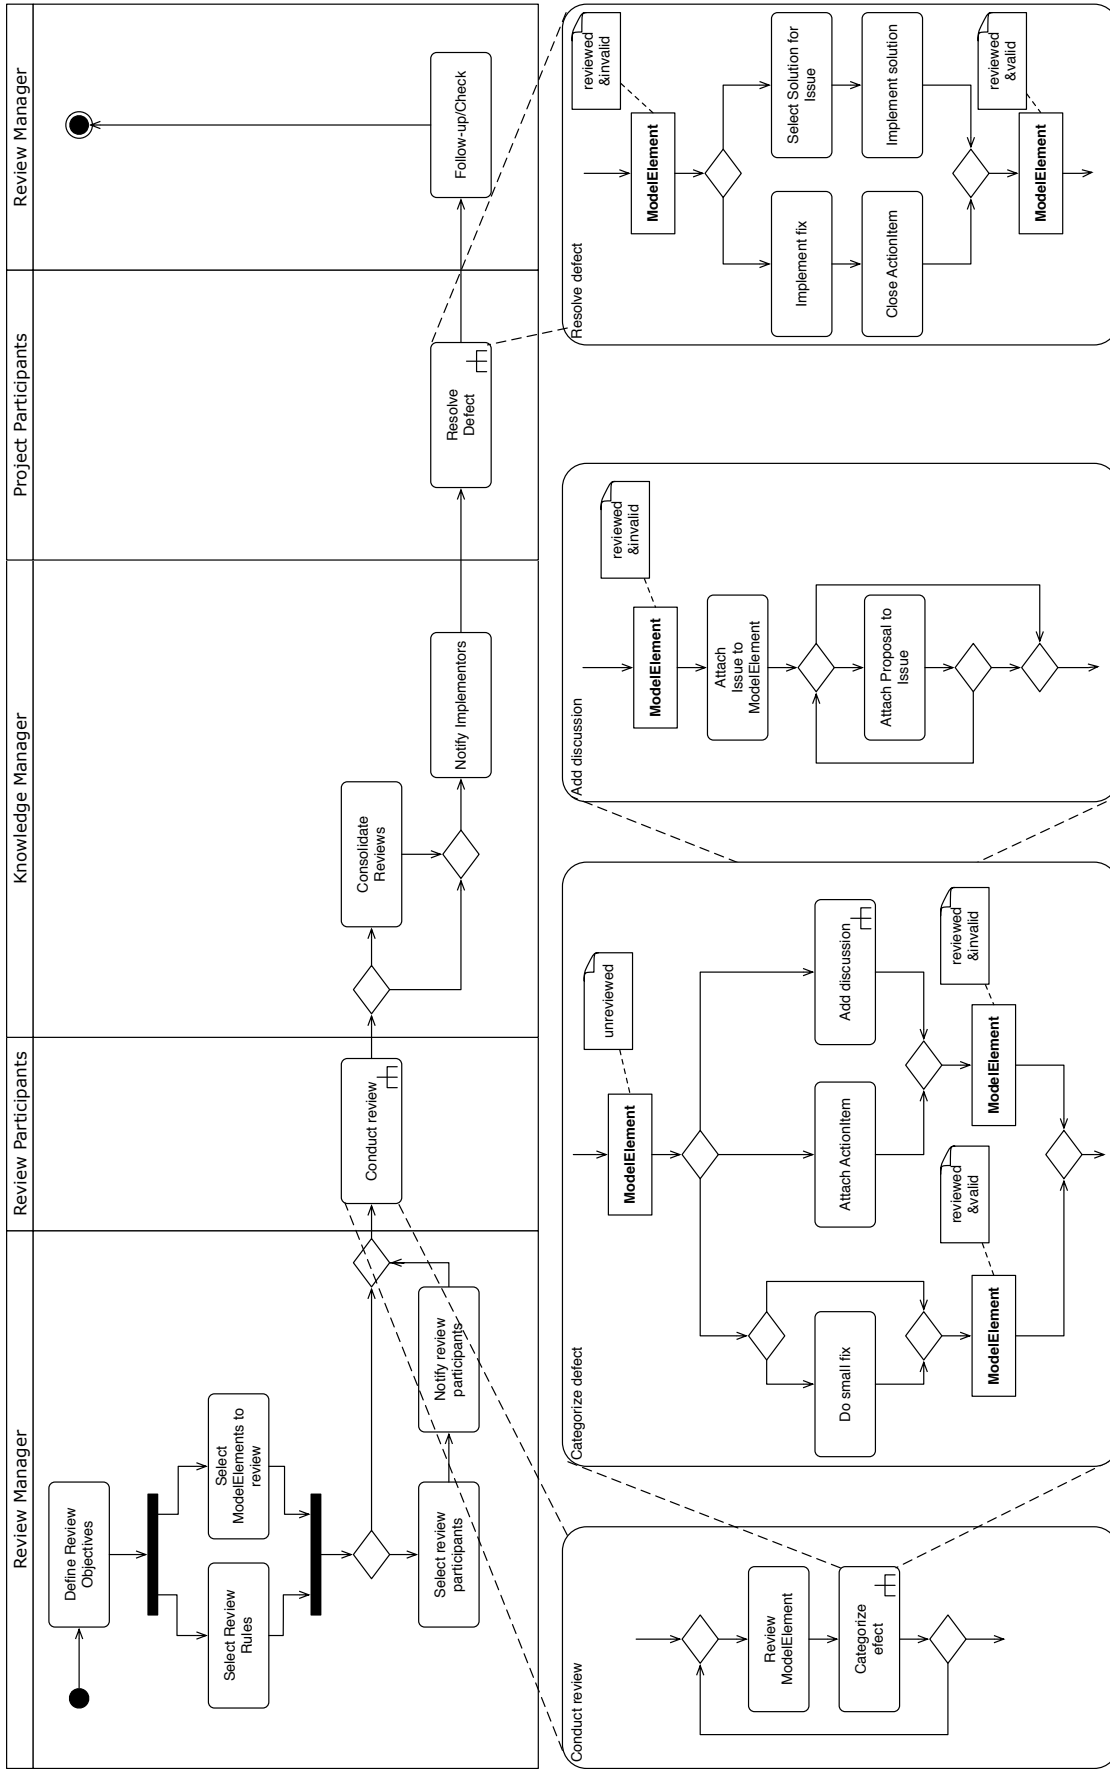 Review Manager
Review Participants
Knowledge Manager
Project Participants
Review Manager
Define Review
Objectives
Select Review
Rules
Select
ModelElements to
review
Select review
participants
Notify review
participants
Conduct review
Consolidate
Reviews
Notify Implementors
Resolve
Defect
Follow-up/Check
Conduct review
Review
ModelElement
Categorize
efect
Categorize defect
unreviewed
ModelElement
Do small fix
Attach ActionItem
Add discussion
reviewed
&valid
ModelElement
reviewed
&invalid
ModelElement
Add discussion
reviewed
&invalid
ModelElement
Attach
Issue to
ModelElement
Attach Proposal to
Issue
Resolve defect
reviewed
&invalid
ModelElement
Implement fix
Select Solution for
Issue
Close ActionItem
Implement solution
reviewed
&valid
ModelElement